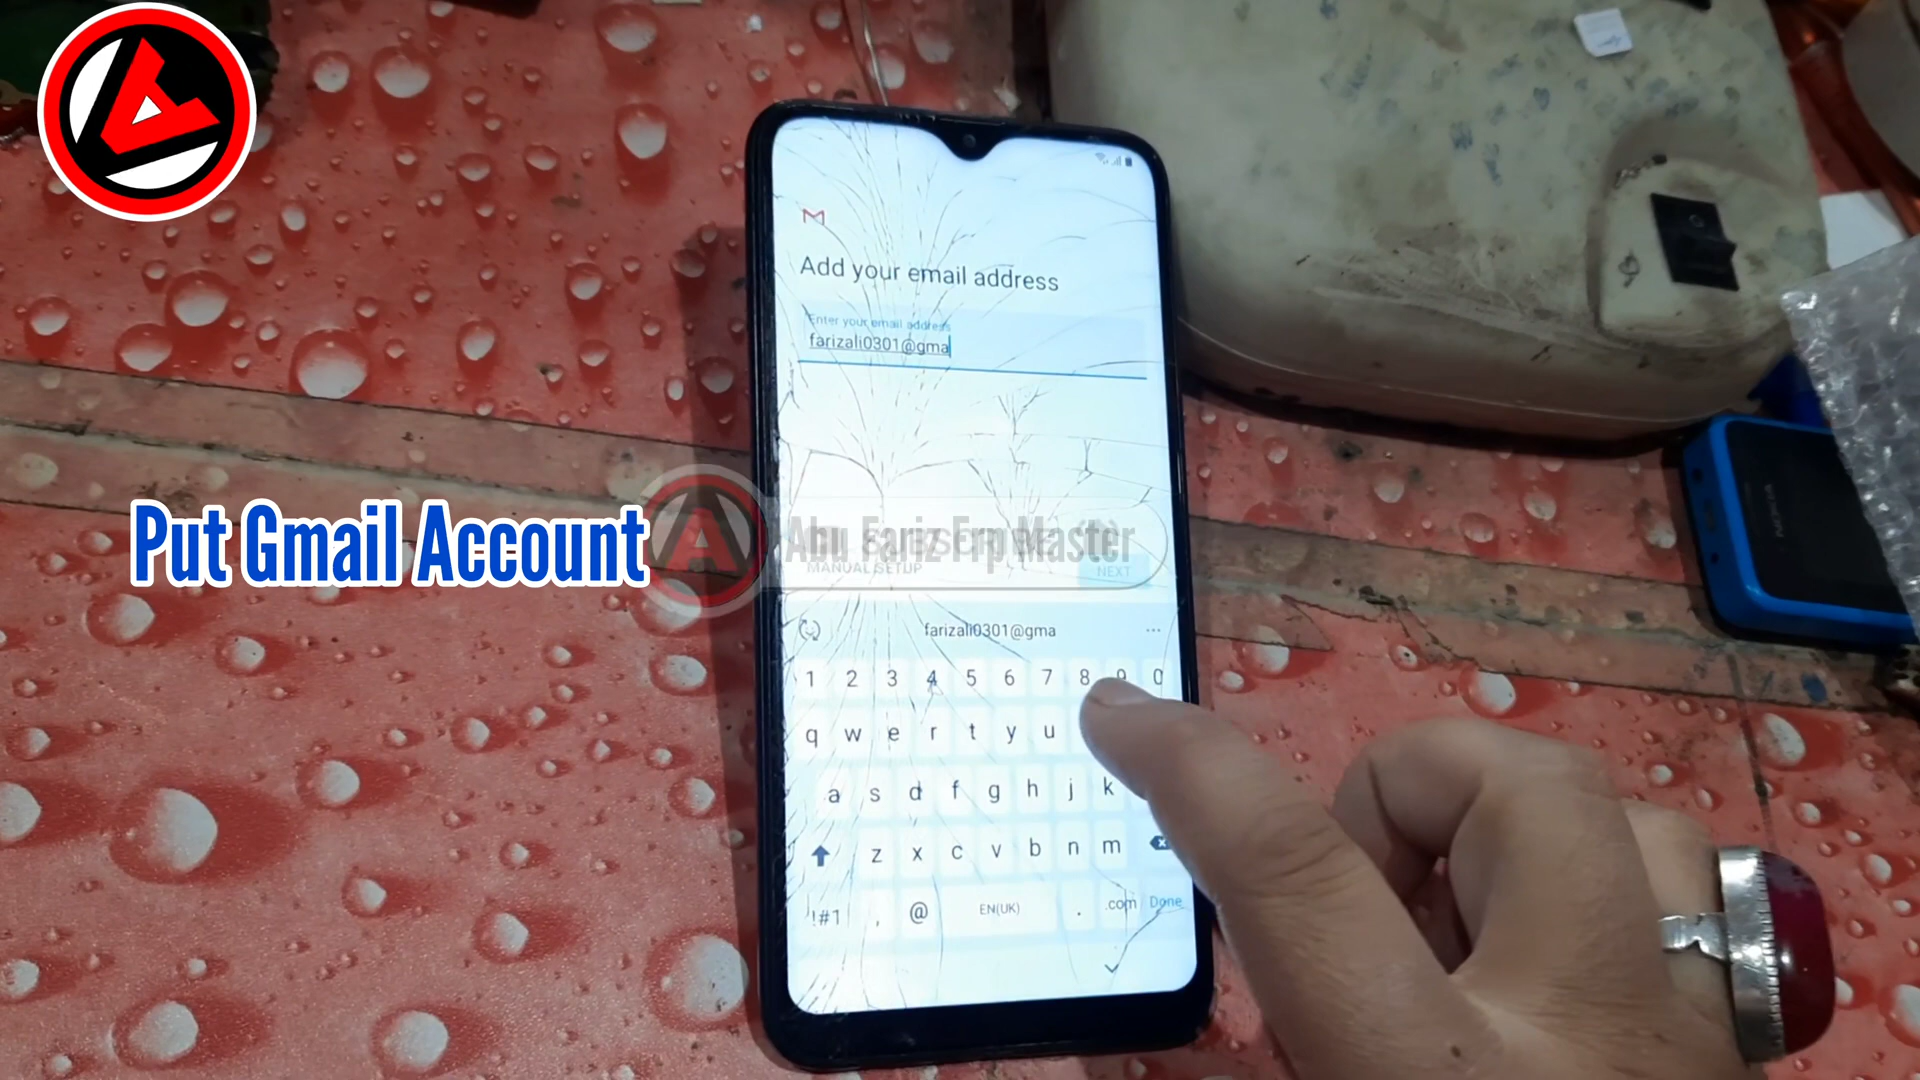 Add your email address
Enter your email address
farizali0301@gma
Put Gmail Account
Abu Fariz Frp Master
MANUAL SETUP
NEXT
farizali0301@gma
1 2 3 4 5 6 7 8 9 0
q w e r t y u
a s d f g h j k
z x c v b n m
!#1 , @ EN(UK) . .com Done
NOKIA